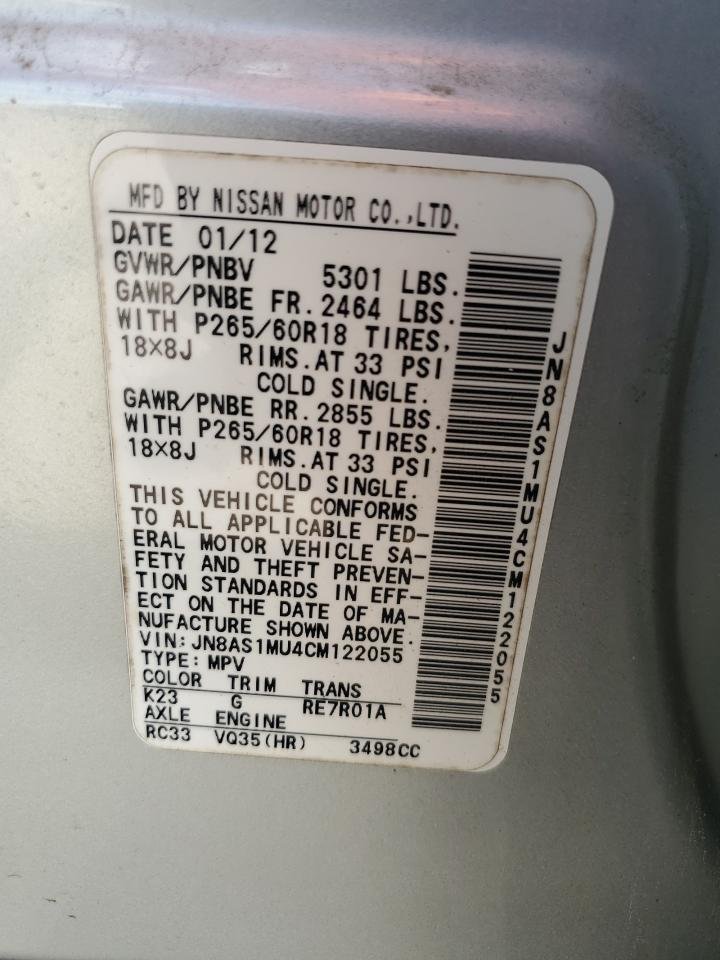 MFD BY NISSAN MOTOR CO.,LTD.
DATE 01/12
GVWR/PNBV 5301 LBS.
GAWR/PNBE FR. 2464 LBS.
WITH P265/60R18 TIRES,
18×8J RIMS.AT 33 PSI
COLD SINGLE.
GAWR/PNBE RR. 2855 LBS.
WITH P265/60R18 TIRES,
18×8J RIMS.AT 33 PSI
COLD SINGLE.
THIS VEHICLE CONFORMS
TO ALL APPLICABLE FED-
ERAL MOTOR VEHICLE SA-
FETY AND THEFT PREVEN-
TION STANDARDS IN EFF-
ECT ON THE DATE OF MA-
NUFACTURE SHOWN ABOVE.
VIN: JN8AS1MU4CM122055
TYPE: MPV
COLOR TRIM TRANS
K23 G RE7R01A
AXLE ENGINE
RC33 VQ35(HR) 3498CC
JN8AS1MU4CM122055